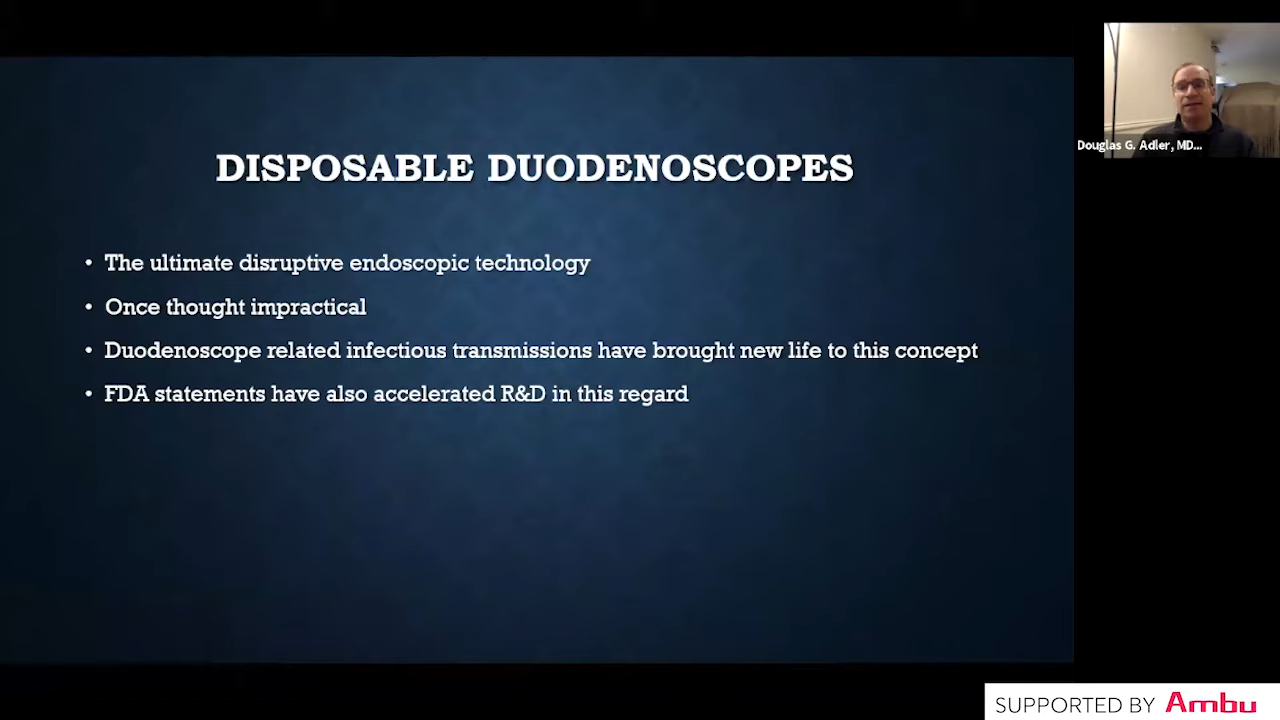 DISPOSABLE DUODENOSCOPES
• The ultimate disruptive endoscopic technology
• Once thought impractical
• Duodenoscope related infectious transmissions have brought new life to this concept
• FDA statements have also accelerated R&D in this regard
Douglas G. Adler, MD...
SUPPORTED BY Ambu